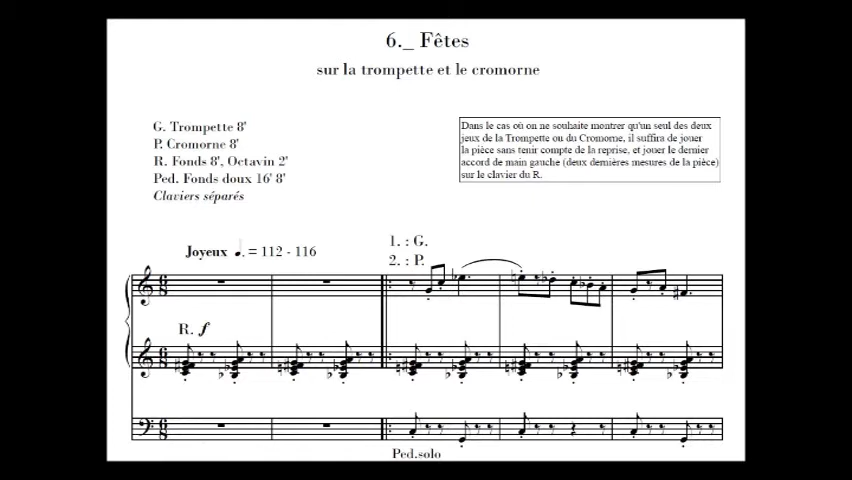 6._ Fêtes
sur la trompette et le cromorne
G. Trompette 8'
P. Cromorne 8'
R. Fonds 8', Octavin 2'
Ped. Fonds doux 16' 8'
Claviers séparés
Dans le cas où on ne souhaite montrer qu'un seul des deux
jeux de la Trompette ou du Cromorne, il suffira de jouer
la pièce sans tenir compte de la reprise, et jouer le dernier
accord de main gauche (deux dernières mesures de la pièce)
sur le clavier du R.
Joyeux ♩. = 112 - 116
1. : G.
2. : P.
R. f
Ped.solo